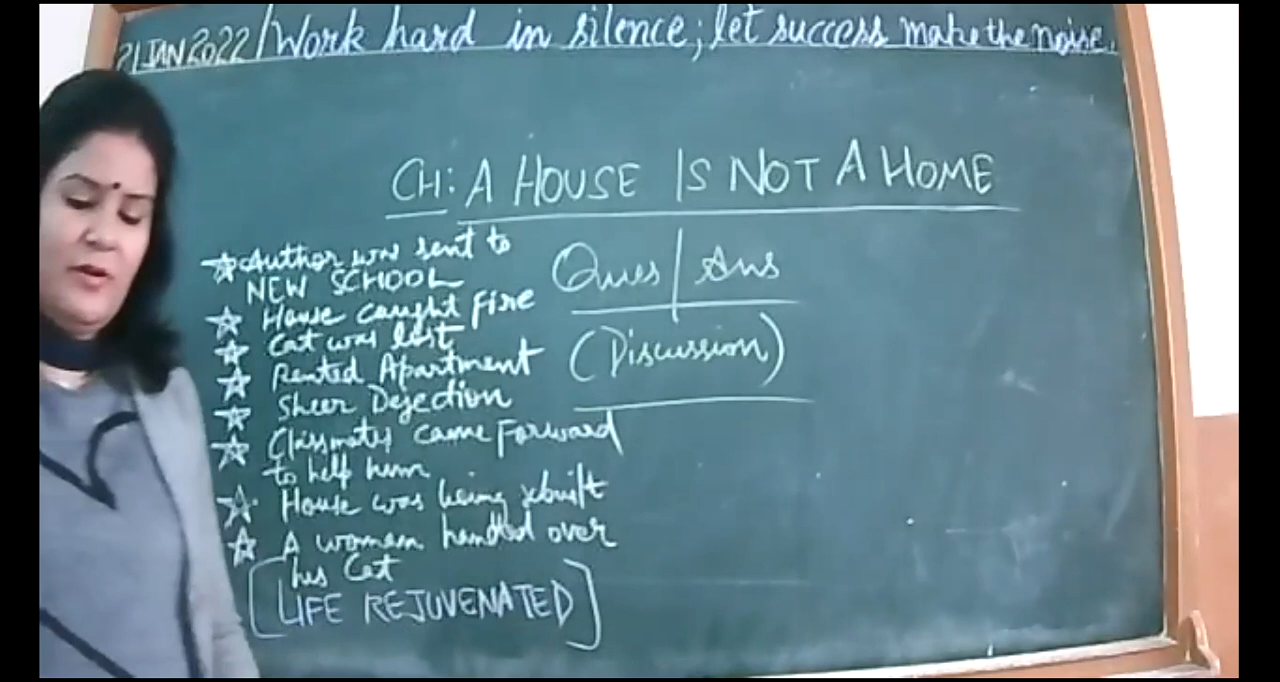 21 JAN 2022 / Work hard in silence; let success make the noise.
CH: A HOUSE IS NOT A HOME
☆ Author was sent to
NEW SCHOOL
☆ House caught fire
☆ Cat was lost
☆ Rented Apartment
☆ Sheer Dejection
☆ Classmates came forward
to help him
☆ House was being rebuilt
☆ A woman handed over
his Cat
[LIFE REJUVENATED]
Ques / Ans
(Discussion)